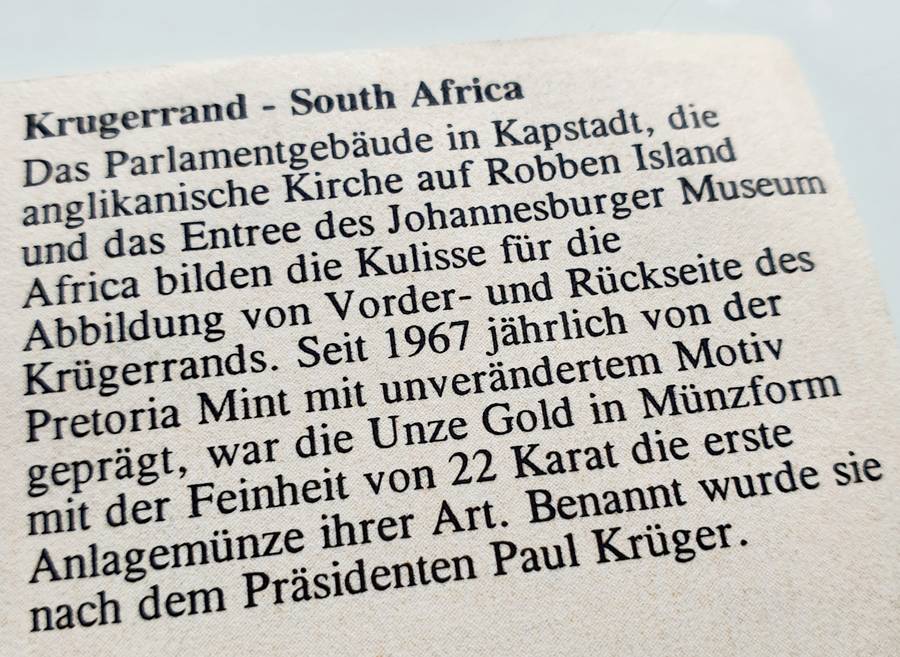 Krugerrand - South Africa
Das Parlamentgebäude in Kapstadt, die
anglikanische Kirche auf Robben Island
und das Entree des Johannesburger Museum
Africa bilden die Kulisse für die
Abbildung von Vorder- und Rückseite des
Krügerrands. Seit 1967 jährlich von der
Pretoria Mint mit unverändertem Motiv
geprägt, war die Unze Gold in Münzform
mit der Feinheit von 22 Karat die erste
Anlagemünze ihrer Art. Benannt wurde sie
nach dem Präsidenten Paul Krüger.